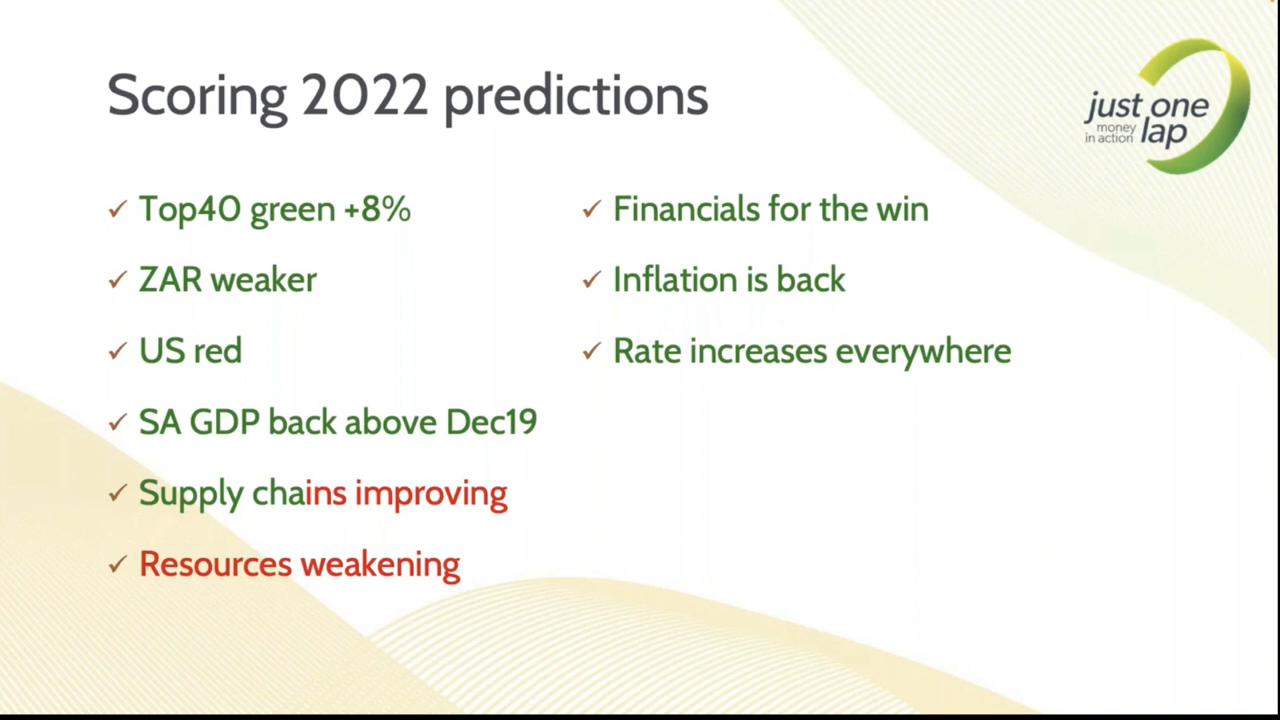 Scoring 2022 predictions
just one
money
in action
lap
Top40 green +8%
ZAR weaker
US red
SA GDP back above Dec19
Supply chains improving
Resources weakening
Financials for the win
Inflation is back
Rate increases everywhere